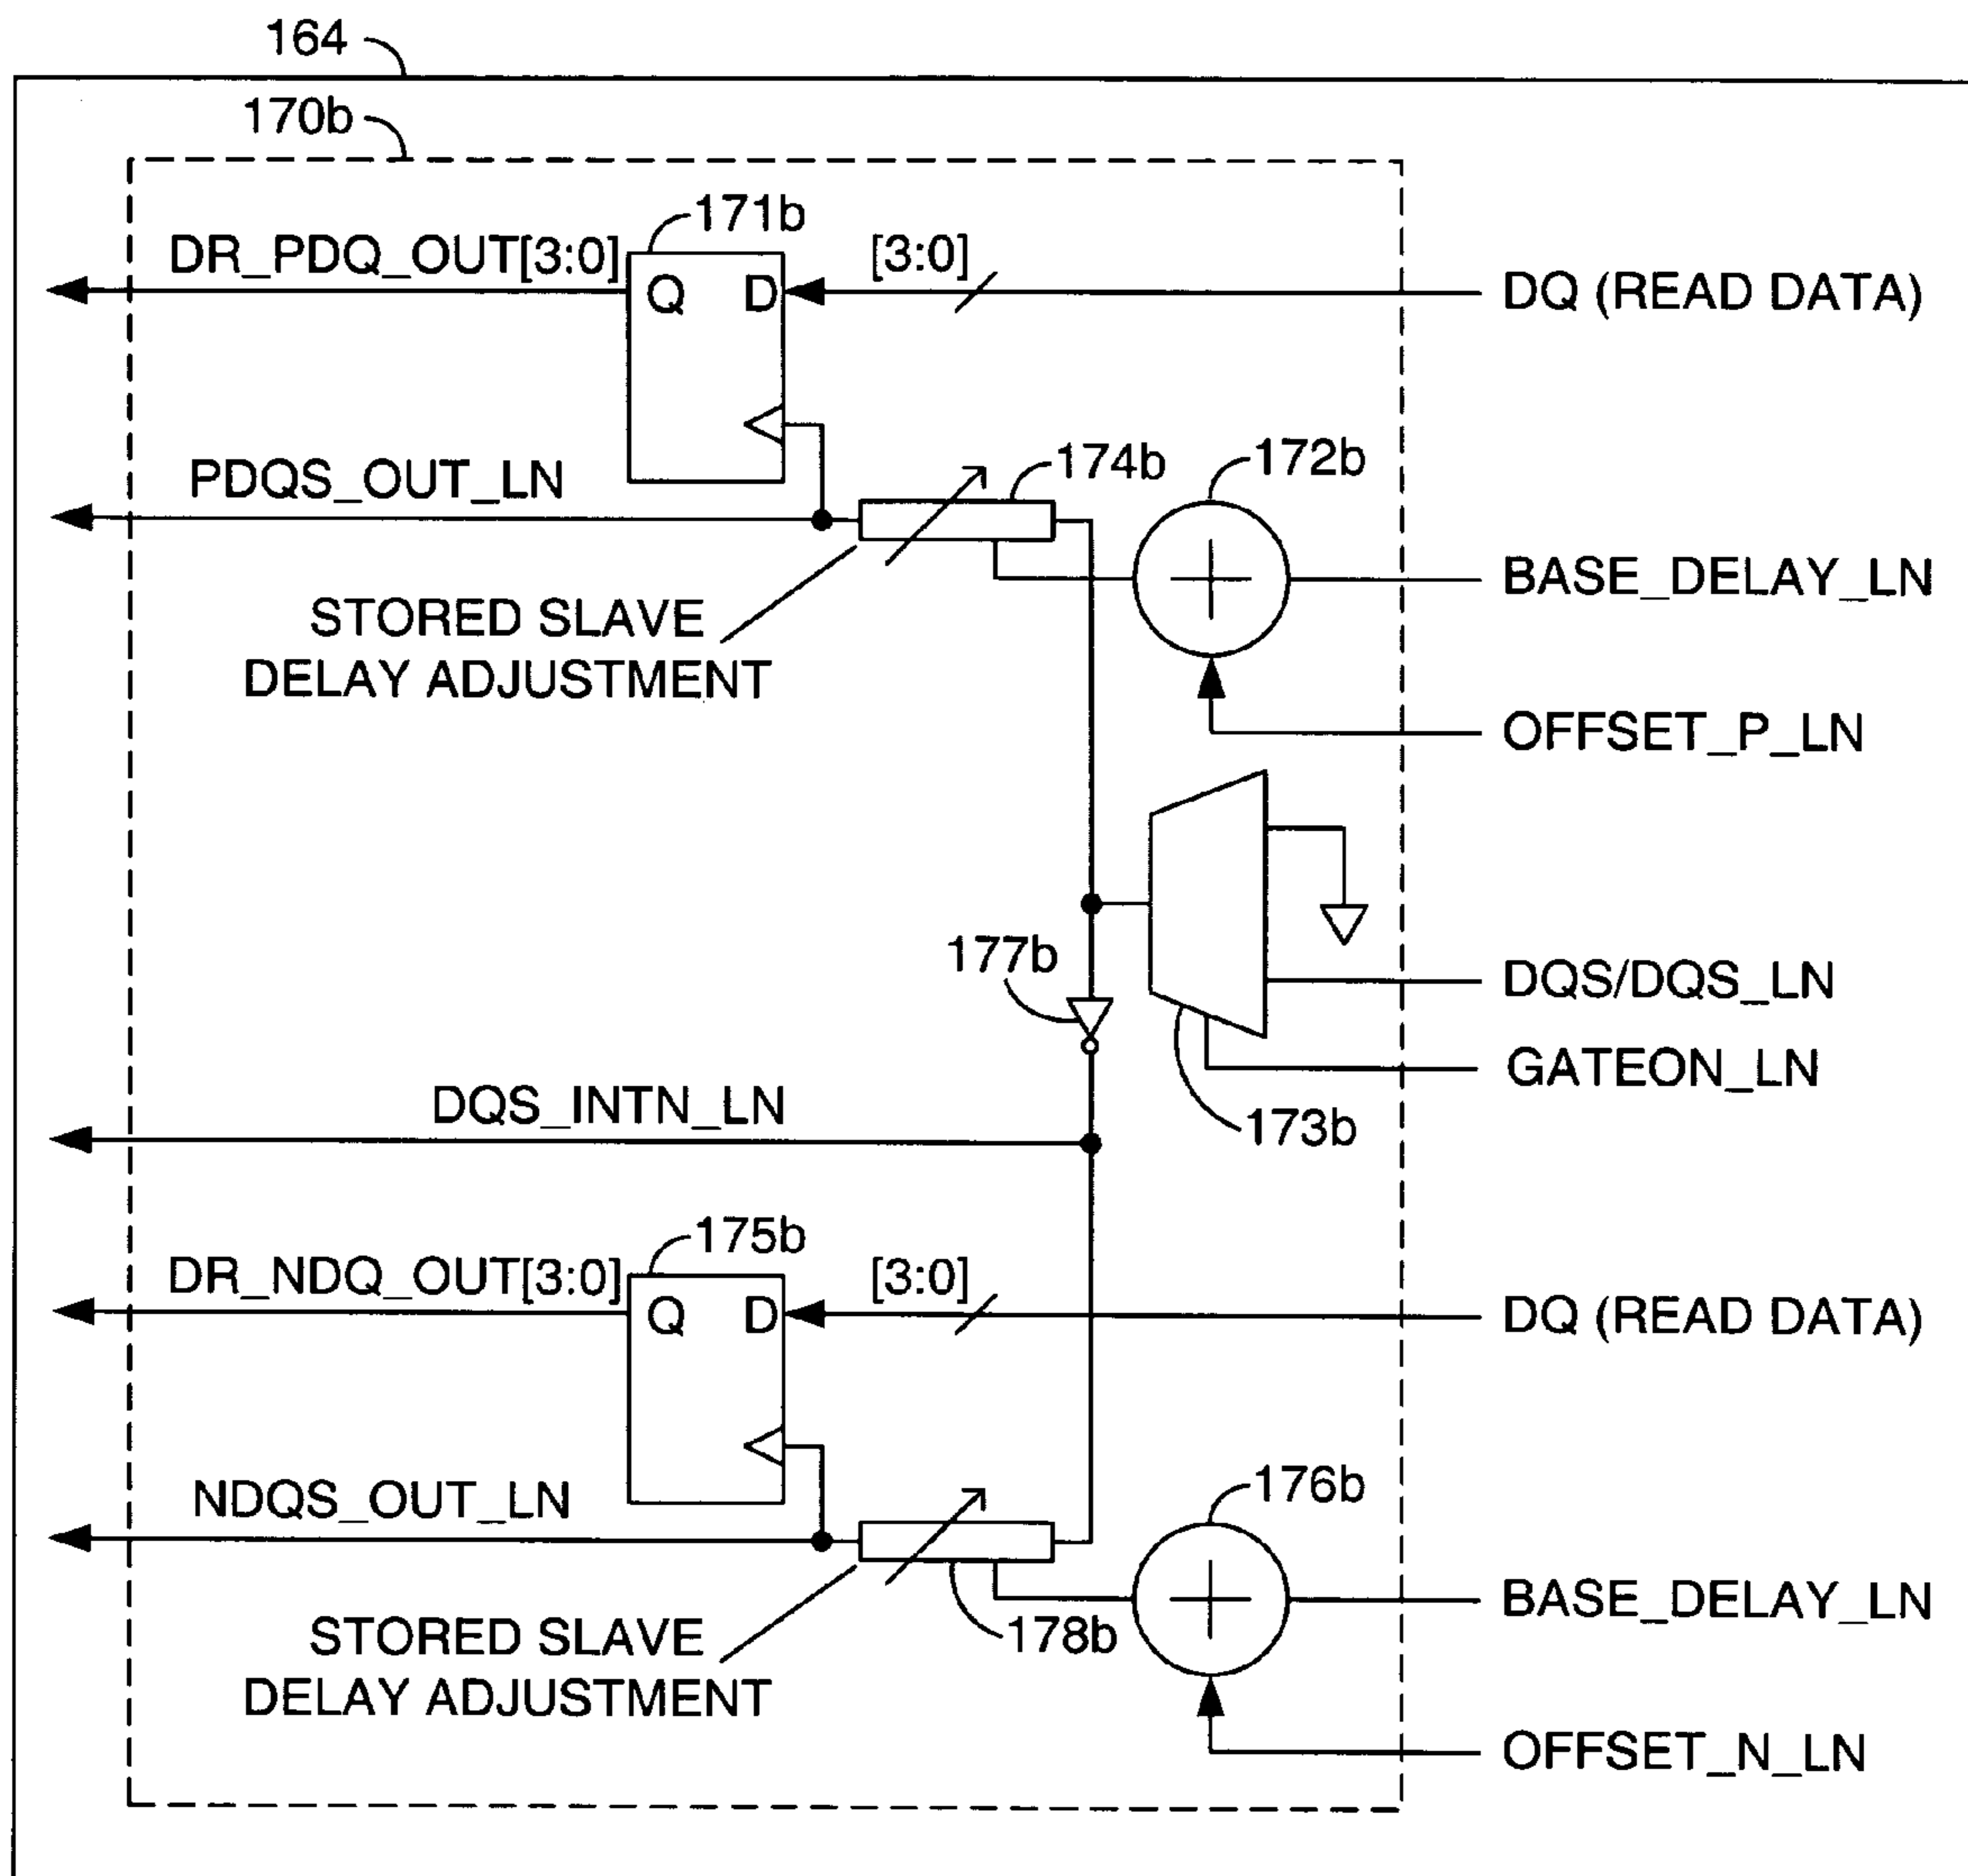 164
170b
171b
DR_PDQ_OUT[3:0]
[3:0]
Q
D
DQ (READ DATA)
PDQS_OUT_LN
174b
172b
BASE_DELAY_LN
STORED SLAVE
DELAY ADJUSTMENT
OFFSET_P_LN
177b
DQS/DQS_LN
GATEON_LN
DQS_INTN_LN
173b
175b
DR_NDQ_OUT[3:0]
[3:0]
Q
D
DQ (READ DATA)
NDQS_OUT_LN
176b
BASE_DELAY_LN
STORED SLAVE
DELAY ADJUSTMENT
178b
OFFSET_N_LN